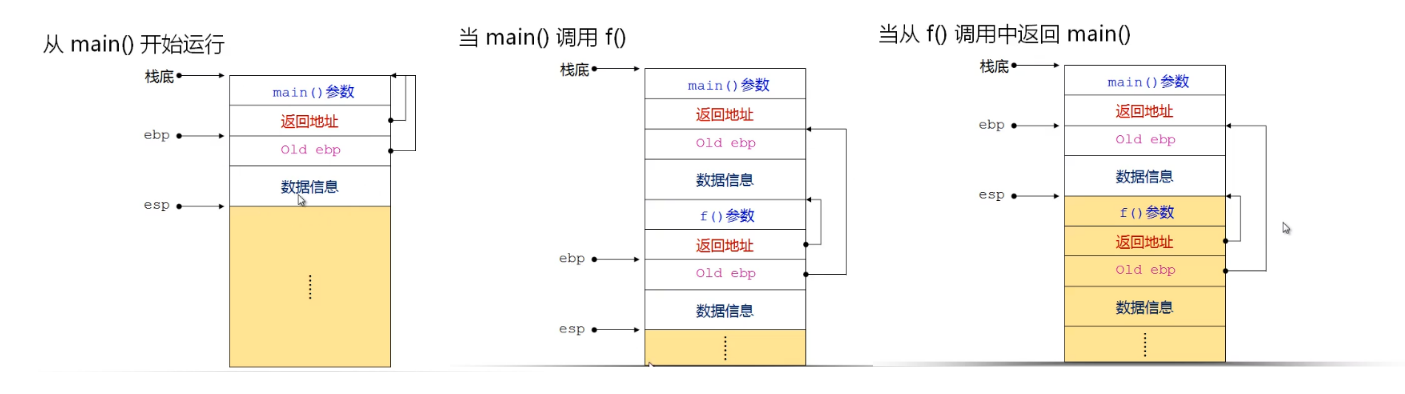 从 main() 开始运行
栈底
main()参数
返回地址
ebp
Old ebp
数据信息
esp
当 main() 调用 f()
栈底
main()参数
返回地址
Old ebp
数据信息
f()参数
返回地址
ebp
Old ebp
数据信息
esp
当从 f() 调用中返回 main()
栈底
main()参数
返回地址
ebp
Old ebp
数据信息
esp
f()参数
返回地址
Old ebp
数据信息